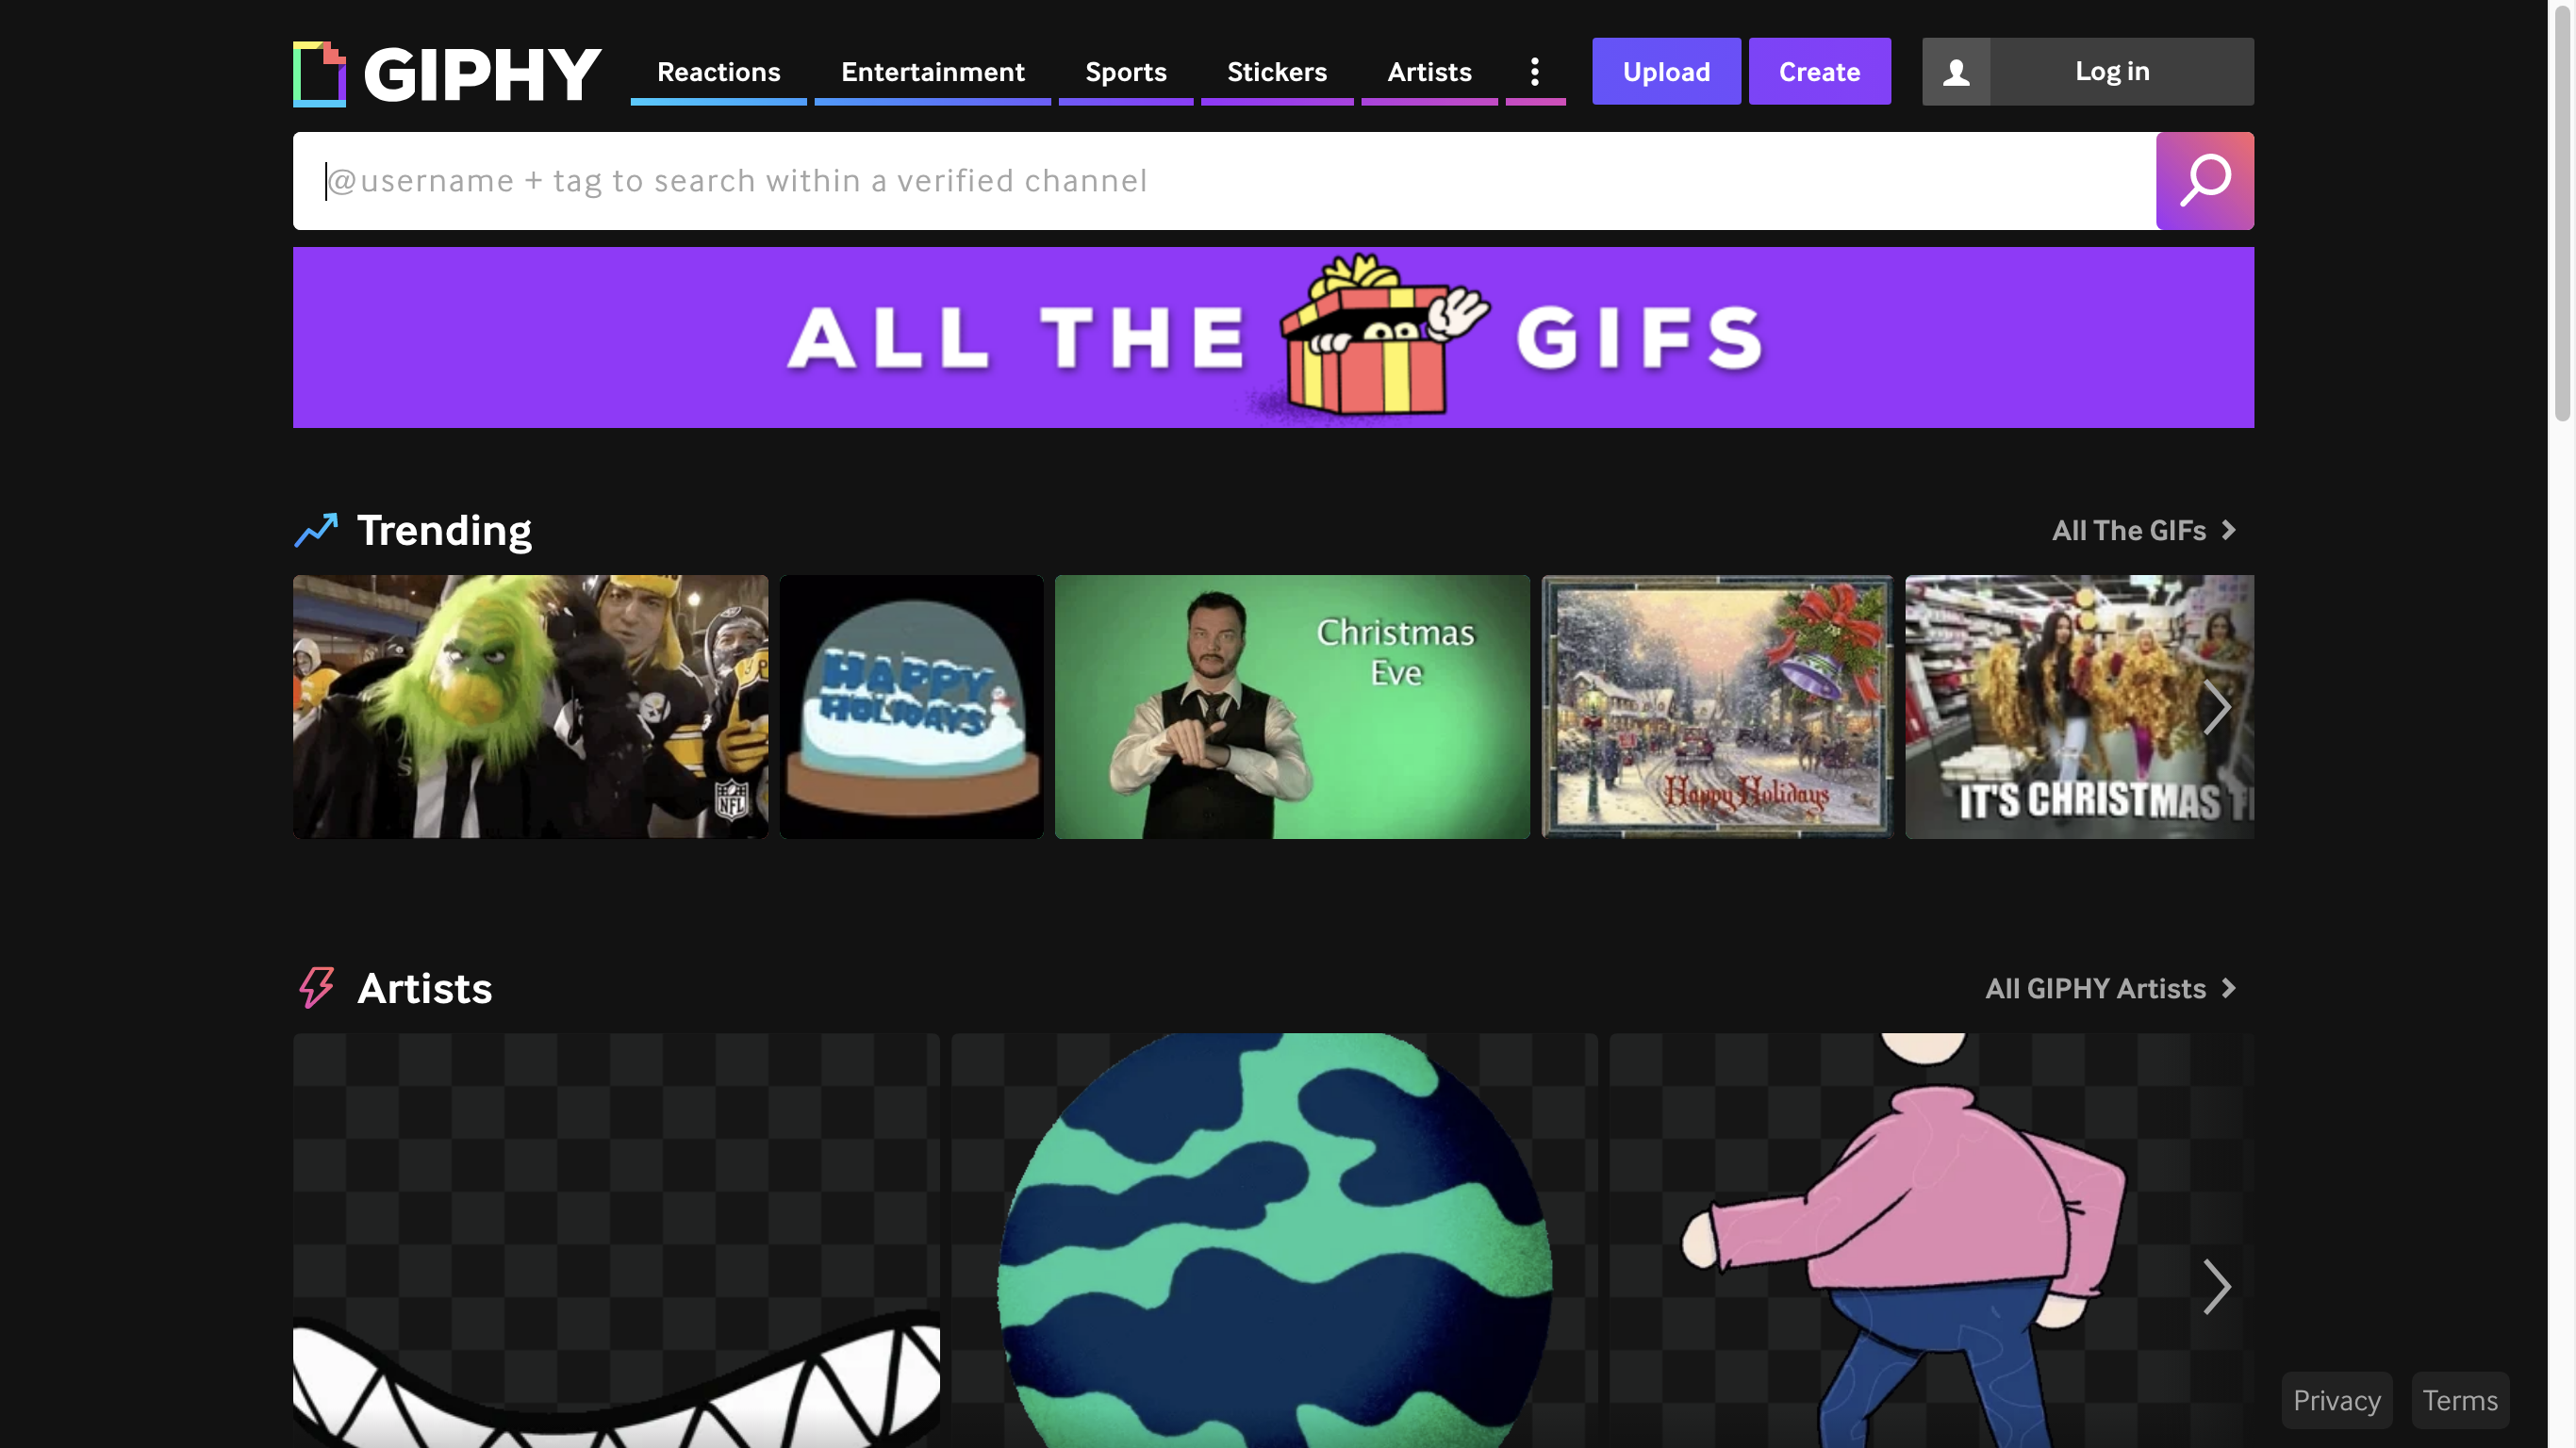 GIPHY
Reactions
Entertainment
Sports
Stickers
Artists
Upload
Create
Log in
@username + tag to search within a verified channel
ALL THE GIFS
Trending
All The GIFs
NFL
HAPPY
HOLIDAYS
Christmas
Eve
Happy Holidays
IT'S CHRISTMAS
Artists
All GIPHY Artists
Privacy
Terms